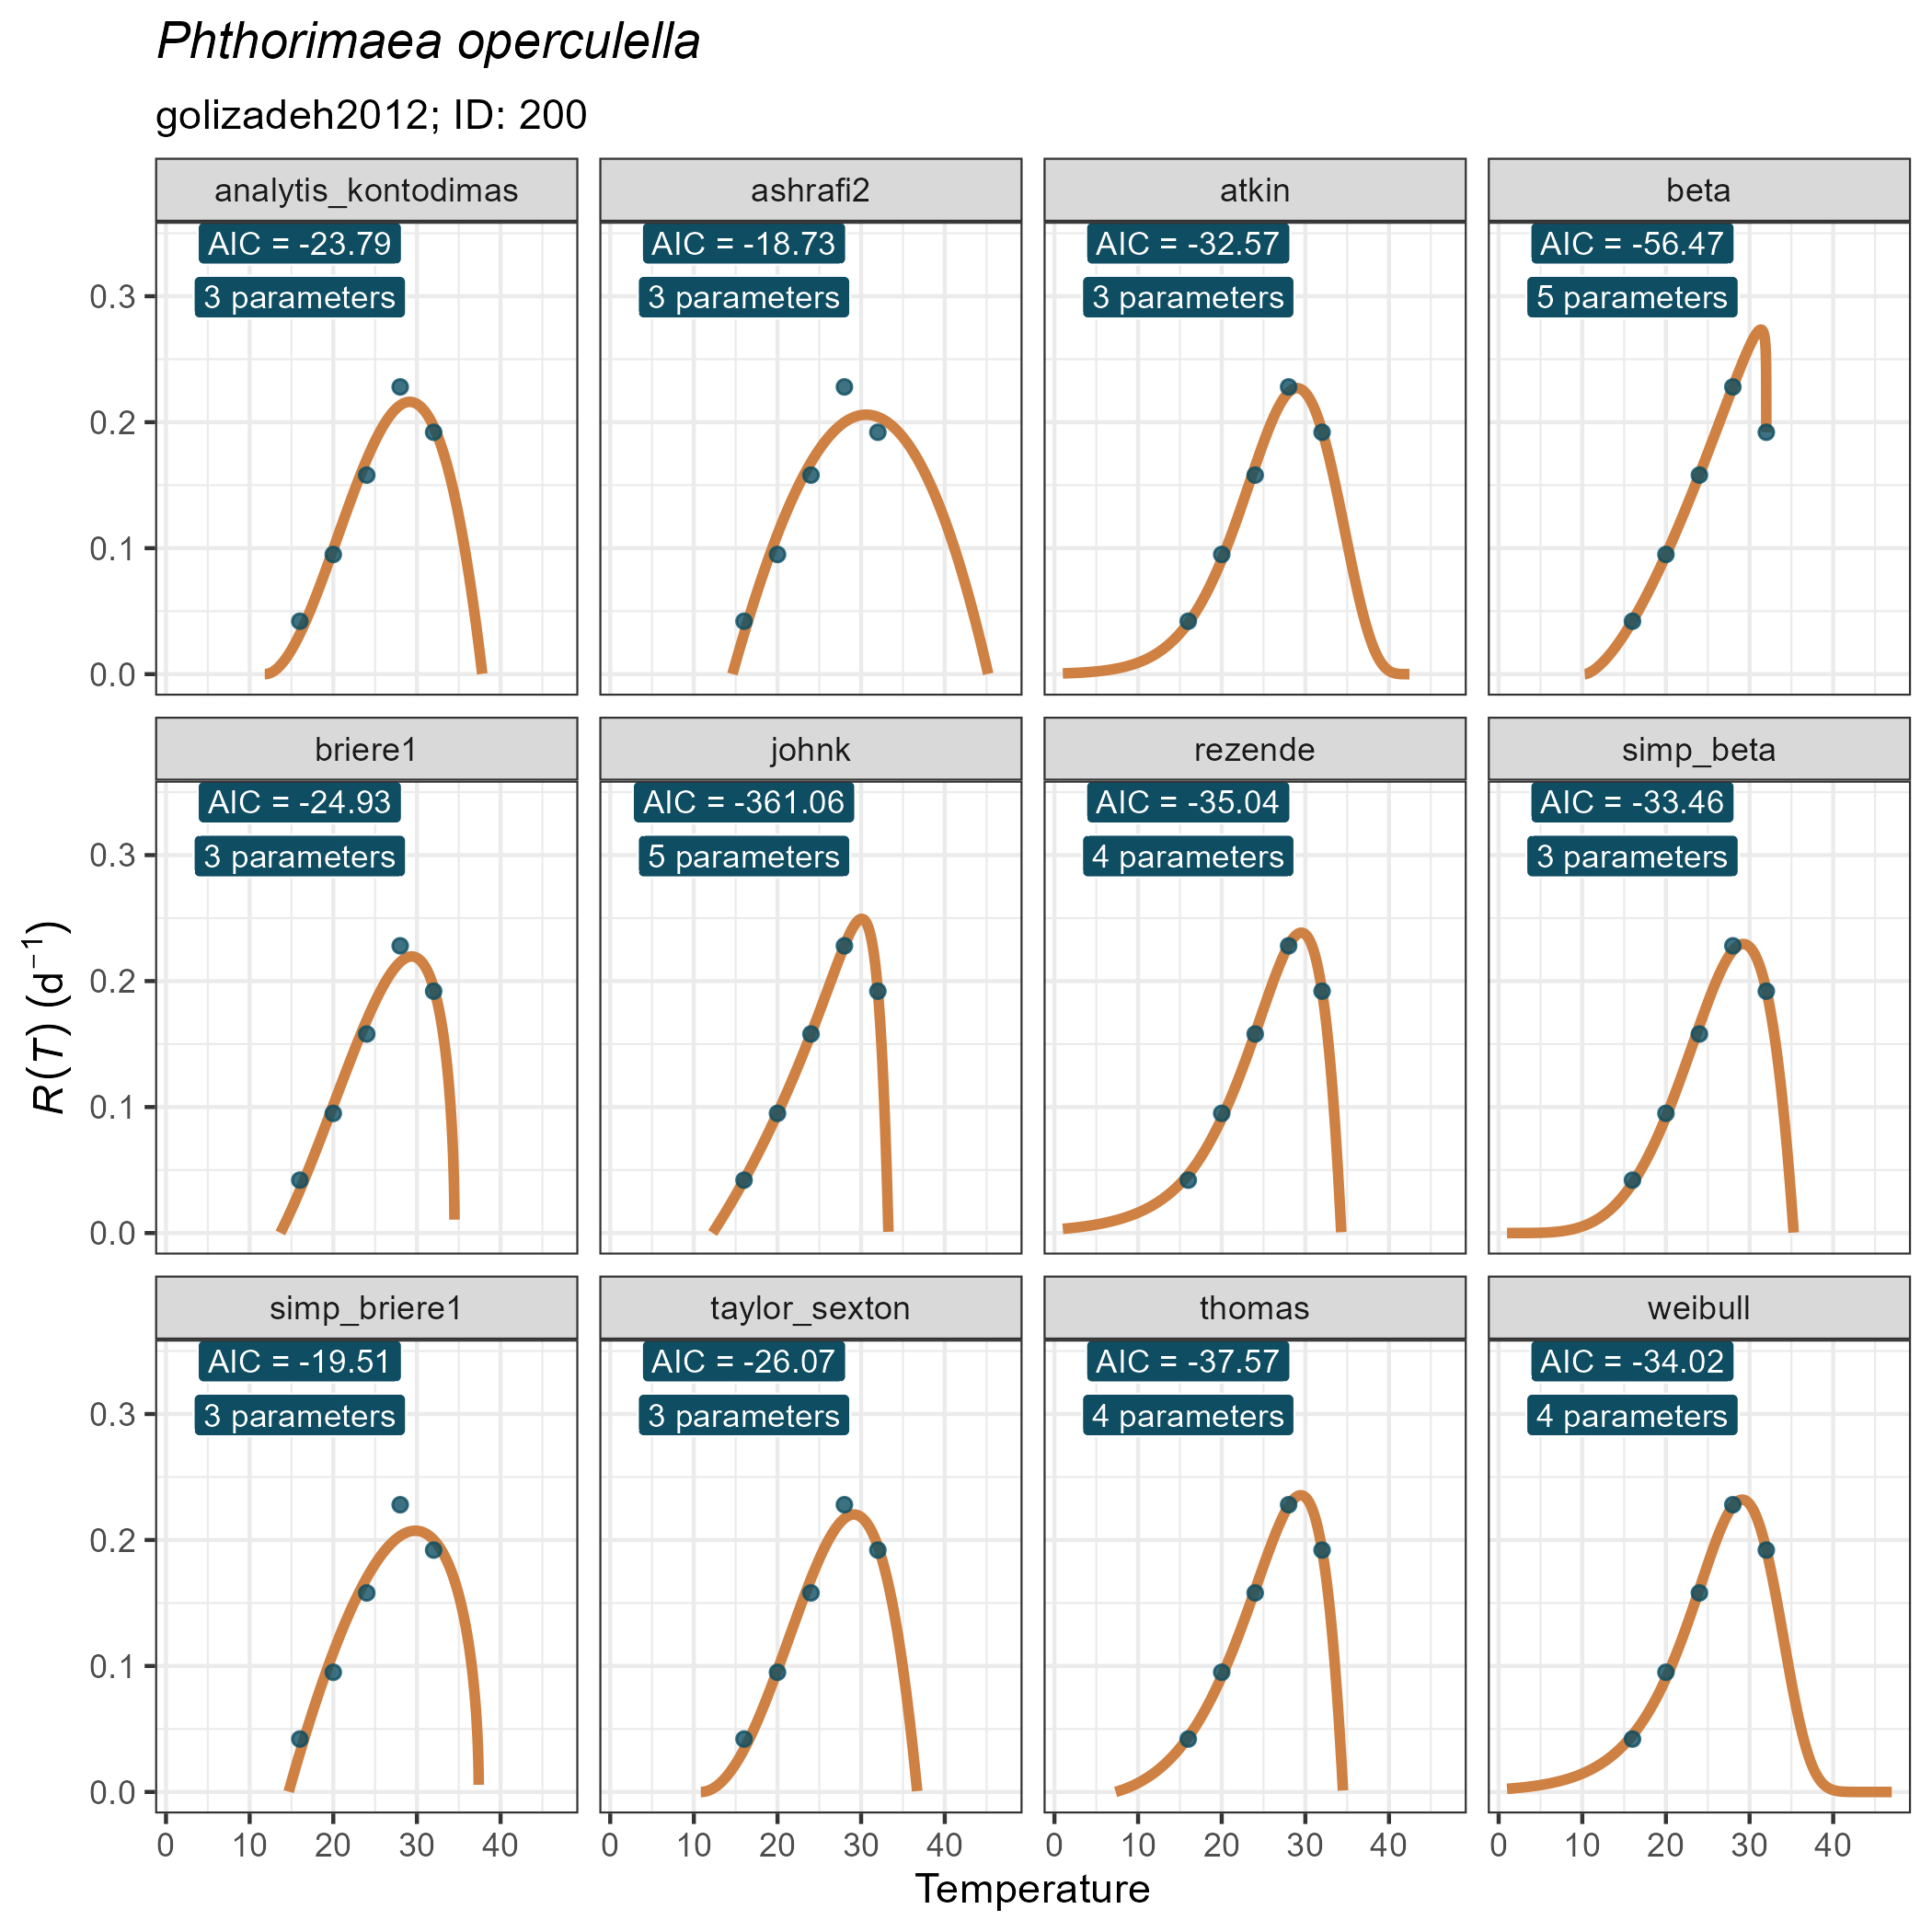 Phthorimaea operculella
golizadeh2012; ID: 200
analytis_kontodimas
ashrafi2
atkin
beta
AIC = -23.79
AIC = -18.73
AIC = -32.57
AIC = -56.47
3 parameters
3 parameters
3 parameters
5 parameters
0.3
0.2
0.1
0.0
briere1
johnk
rezende
simp_beta
AIC = -24.93
AIC = -361.06
AIC = -35.04
AIC = -33.46
3 parameters
5 parameters
4 parameters
3 parameters
0.3
0.2
0.1
0.0
R(T) (d⁻¹)
simp_briere1
taylor_sexton
thomas
weibull
AIC = -19.51
AIC = -26.07
AIC = -37.57
AIC = -34.02
3 parameters
3 parameters
4 parameters
4 parameters
0.3
0.2
0.1
0.0
0 10 20 30 40
0 10 20 30 40
0 10 20 30 40
0 10 20 30 40
Temperature